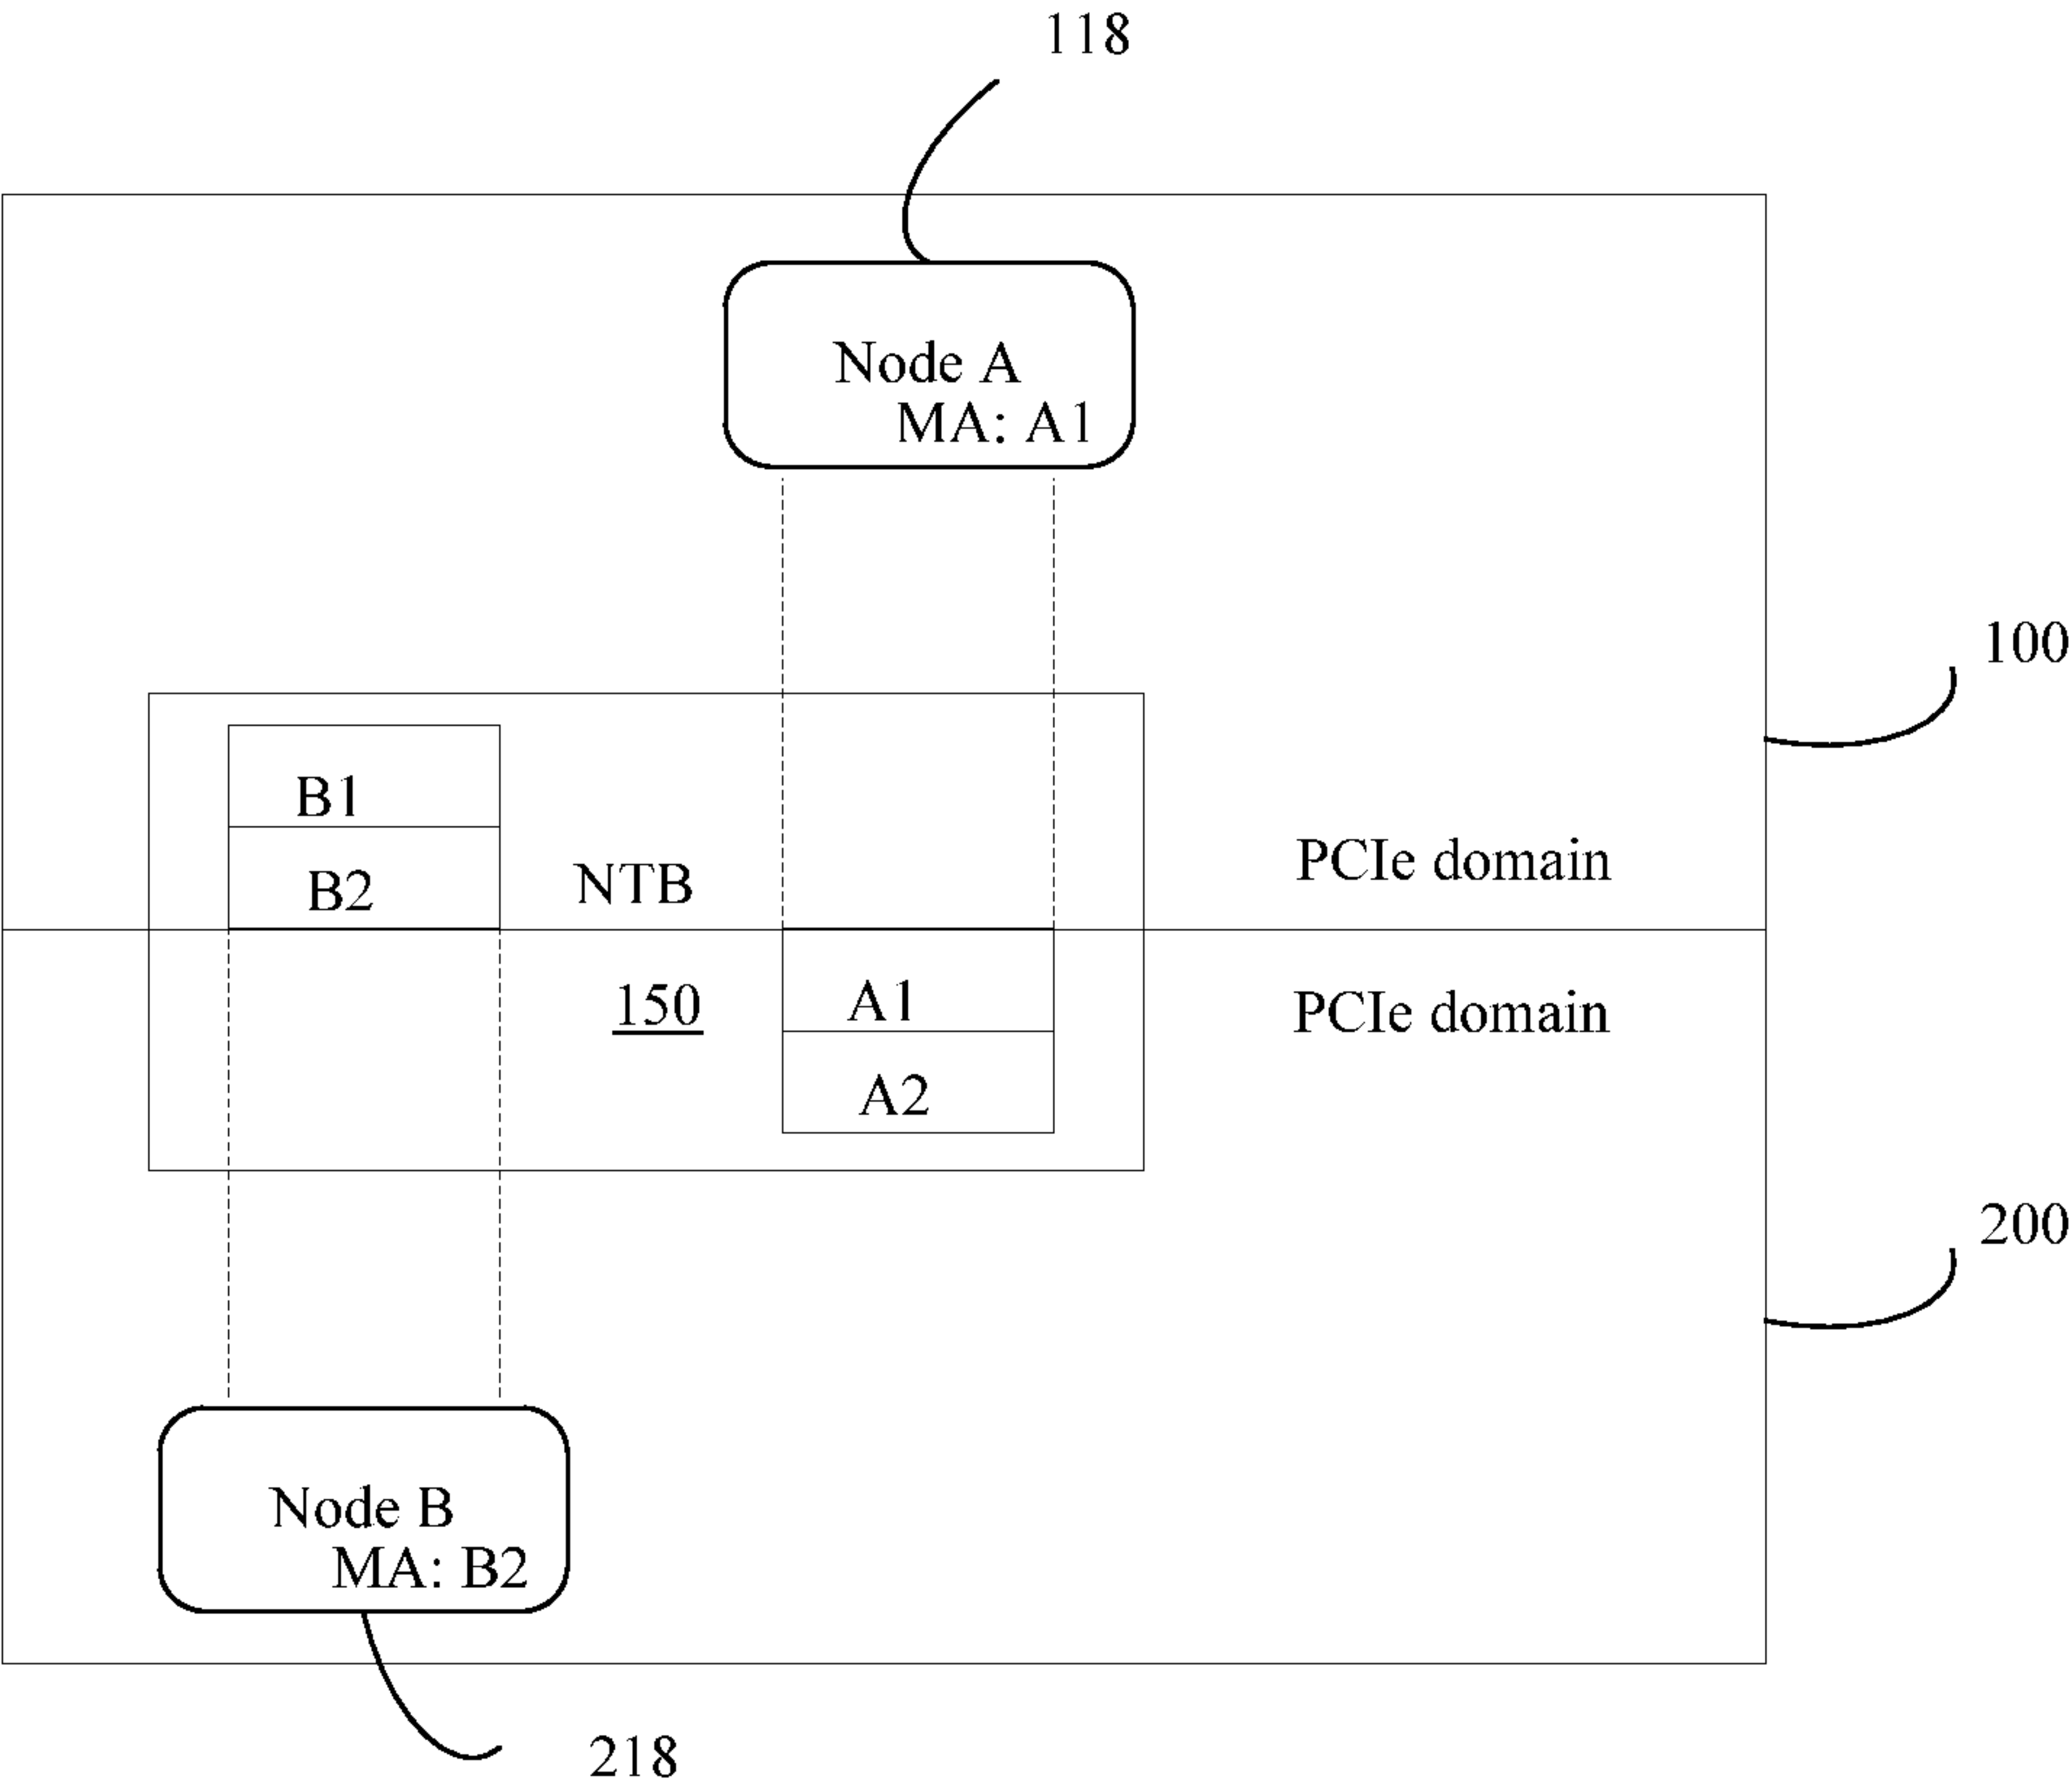 118
Node A
MA: A1
100
B1
B2
NTB
PCIe domain
150
A1
A2
PCIe domain
200
Node B
MA: B2
218